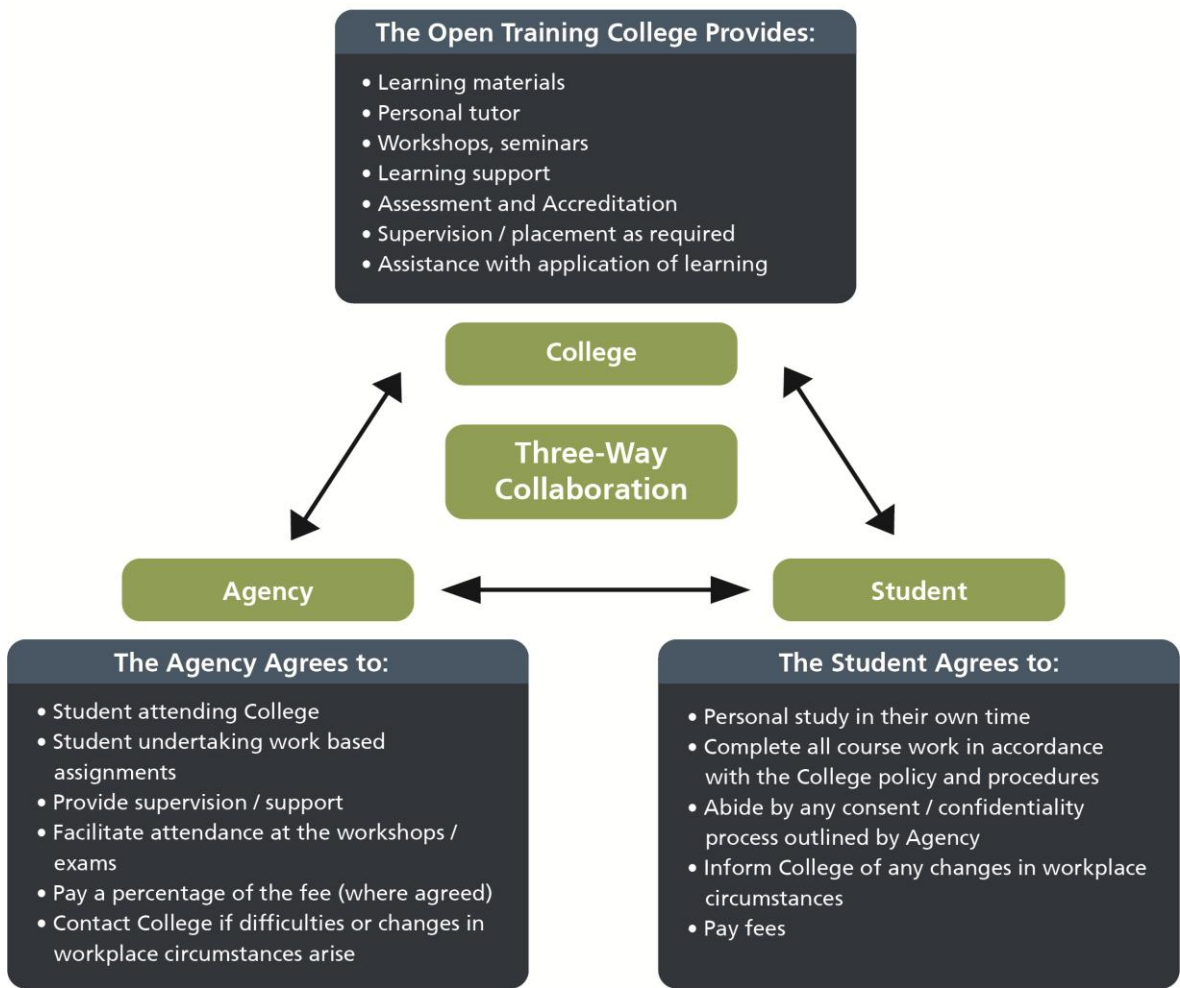 The Open Training College Provides:
• Learning materials
• Personal tutor
• Workshops, seminars
• Learning support
• Assessment and Accreditation
• Supervision / placement as required
• Assistance with application of learning
College
Three-Way
Collaboration
Agency
Student
The Agency Agrees to:
• Student attending College
• Student undertaking work based
assignments
• Provide supervision / support
• Facilitate attendance at the workshops /
exams
• Pay a percentage of the fee (where agreed)
• Contact College if difficulties or changes in
workplace circumstances arise
The Student Agrees to:
• Personal study in their own time
• Complete all course work in accordance
with the College policy and procedures
• Abide by any consent / confidentiality
process outlined by Agency
• Inform College of any changes in workplace
circumstances
• Pay fees